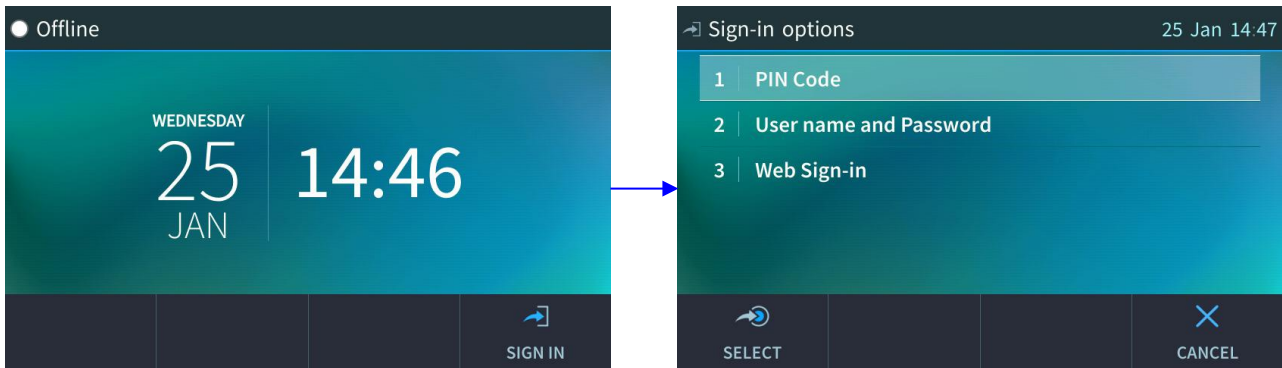 Offline
WEDNESDAY
25
JAN
14:46
SIGN IN
Sign-in options
25 Jan 14:47
1 PIN Code
2 User name and Password
3 Web Sign-in
SELECT
CANCEL